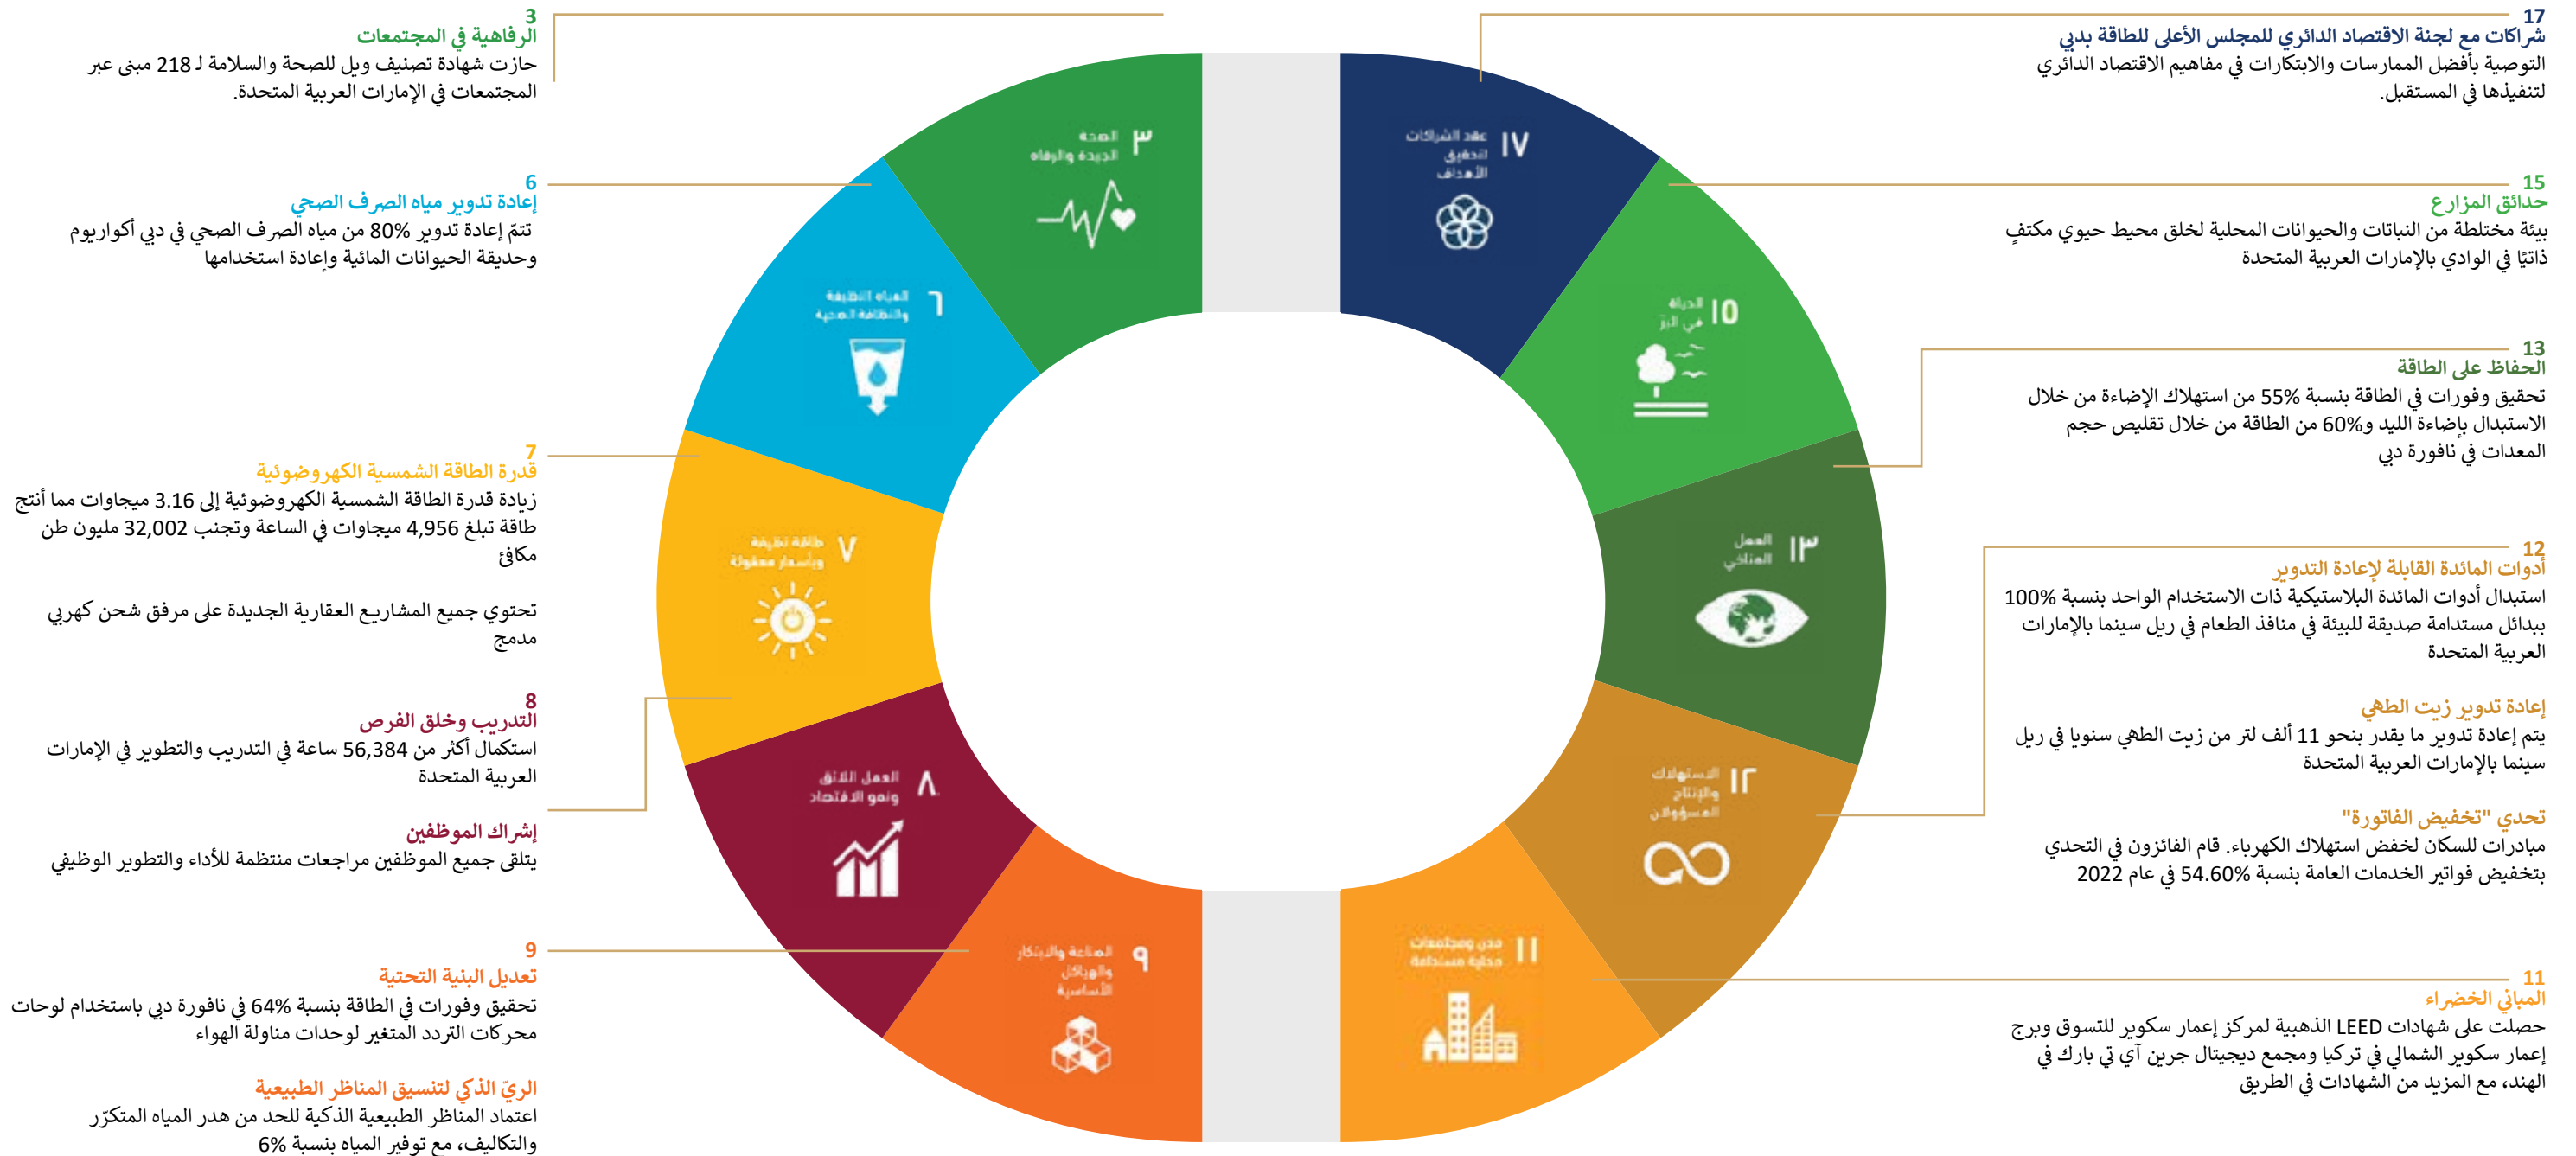 17
شراكات مع لجنة الاقتصاد الدائري للمجلس الأعلى للطاقة بدبي
التوصية بأفضل الممارسات والابتكارات في مفاهيم الاقتصاد الدائري
لتنفيذها في المستقبل.
15
حدائق المزارع
بيئة مختلطة من النباتات والحيوانات المحلية لخلق محيط حيوي مكتفٍ
ذاتيًا في الوادي بالإمارات العربية المتحدة
13
الحفاظ على الطاقة
تحقيق وفورات في الطاقة بنسبة 55% من استهلاك الإضاءة من خلال
الاستبدال بإضاءة الليد و60% من الطاقة من خلال تقليص حجم
المعدات في نافورة دبي
12
أدوات المائدة القابلة لإعادة التدوير
استبدال أدوات المائدة البلاستيكية ذات الاستخدام الواحد بنسبة 100%
ببدائل مستدامة صديقة للبيئة في منافذ الطعام في ريل سينما بالإمارات
العربية المتحدة
إعادة تدوير زيت الطهي
يتم إعادة تدوير ما يقدر بنحو 11 ألف لتر من زيت الطهي سنويا في ريل
سينما بالإمارات العربية المتحدة
تحدي "تخفيض الفاتورة"
مبادرات للسكان لخفض استهلاك الكهرباء. قام الفائزون في التحدي
بتخفيض فواتير الخدمات العامة بنسبة 54.60% في عام 2022
11
المباني الخضراء
حصلت على شهادات LEED الذهبية لمركز إعمار سكوير للتسوق وبرج
إعمار سكوير الشمالي في تركيا ومجمع ديجيتال جرين آي تي بارك في
الهند، مع المزيد من الشهادات في الطريق
١٧ عقد الشراكات
لتحقيق
الأهداف
١٥ الحياة
في البرّ
١٣ العمل
المناخي
١٢ الاستهلاك
والإنتاج
المسؤولان
١١ مدن ومجتمعات
محلية مستدامة
٣ الصحة
الجيدة والرفاه
٦ المياه النظيفة
والنظافة الصحية
٧ طاقة نظيفة
وبأسعار معقولة
٨ العمل اللائق
ونمو الاقتصاد
٩ الصناعة والابتكار
والهياكل
الأساسية
3
الرفاهية في المجتمعات
حازت شهادة تصنيف ويل للصحة والسلامة لـ 218 مبنى عبر
المجتمعات في الإمارات العربية المتحدة.
6
إعادة تدوير مياه الصرف الصحي
تتمّ إعادة تدوير 80% من مياه الصرف الصحي في دبي أكواريوم
وحديقة الحيوانات المائية وإعادة استخدامها
7
قدرة الطاقة الشمسية الكهروضوئية
زيادة قدرة الطاقة الشمسية الكهروضوئية إلى 3.16 ميجاوات مما أنتج
طاقة تبلغ 4,956 ميجاوات في الساعة وتجنب 32,002 مليون طن
مكافئ
تحتوي جميع المشاريع العقارية الجديدة على مرفق شحن كهربي
مدمج
8
التدريب وخلق الفرص
استكمال أكثر من 56,384 ساعة في التدريب والتطوير في الإمارات
العربية المتحدة
إشراك الموظفين
يتلقى جميع الموظفين مراجعات منتظمة للأداء والتطوير الوظيفي
9
تعديل البنية التحتية
تحقيق وفورات في الطاقة بنسبة 64% في نافورة دبي باستخدام لوحات
محركات التردد المتغير لوحدات مناولة الهواء
الريّ الذكي لتنسيق المناظر الطبيعية
اعتماد المناظر الطبيعية الذكية للحد من هدر المياه المتكرّر
والتكاليف، مع توفير المياه بنسبة 6%